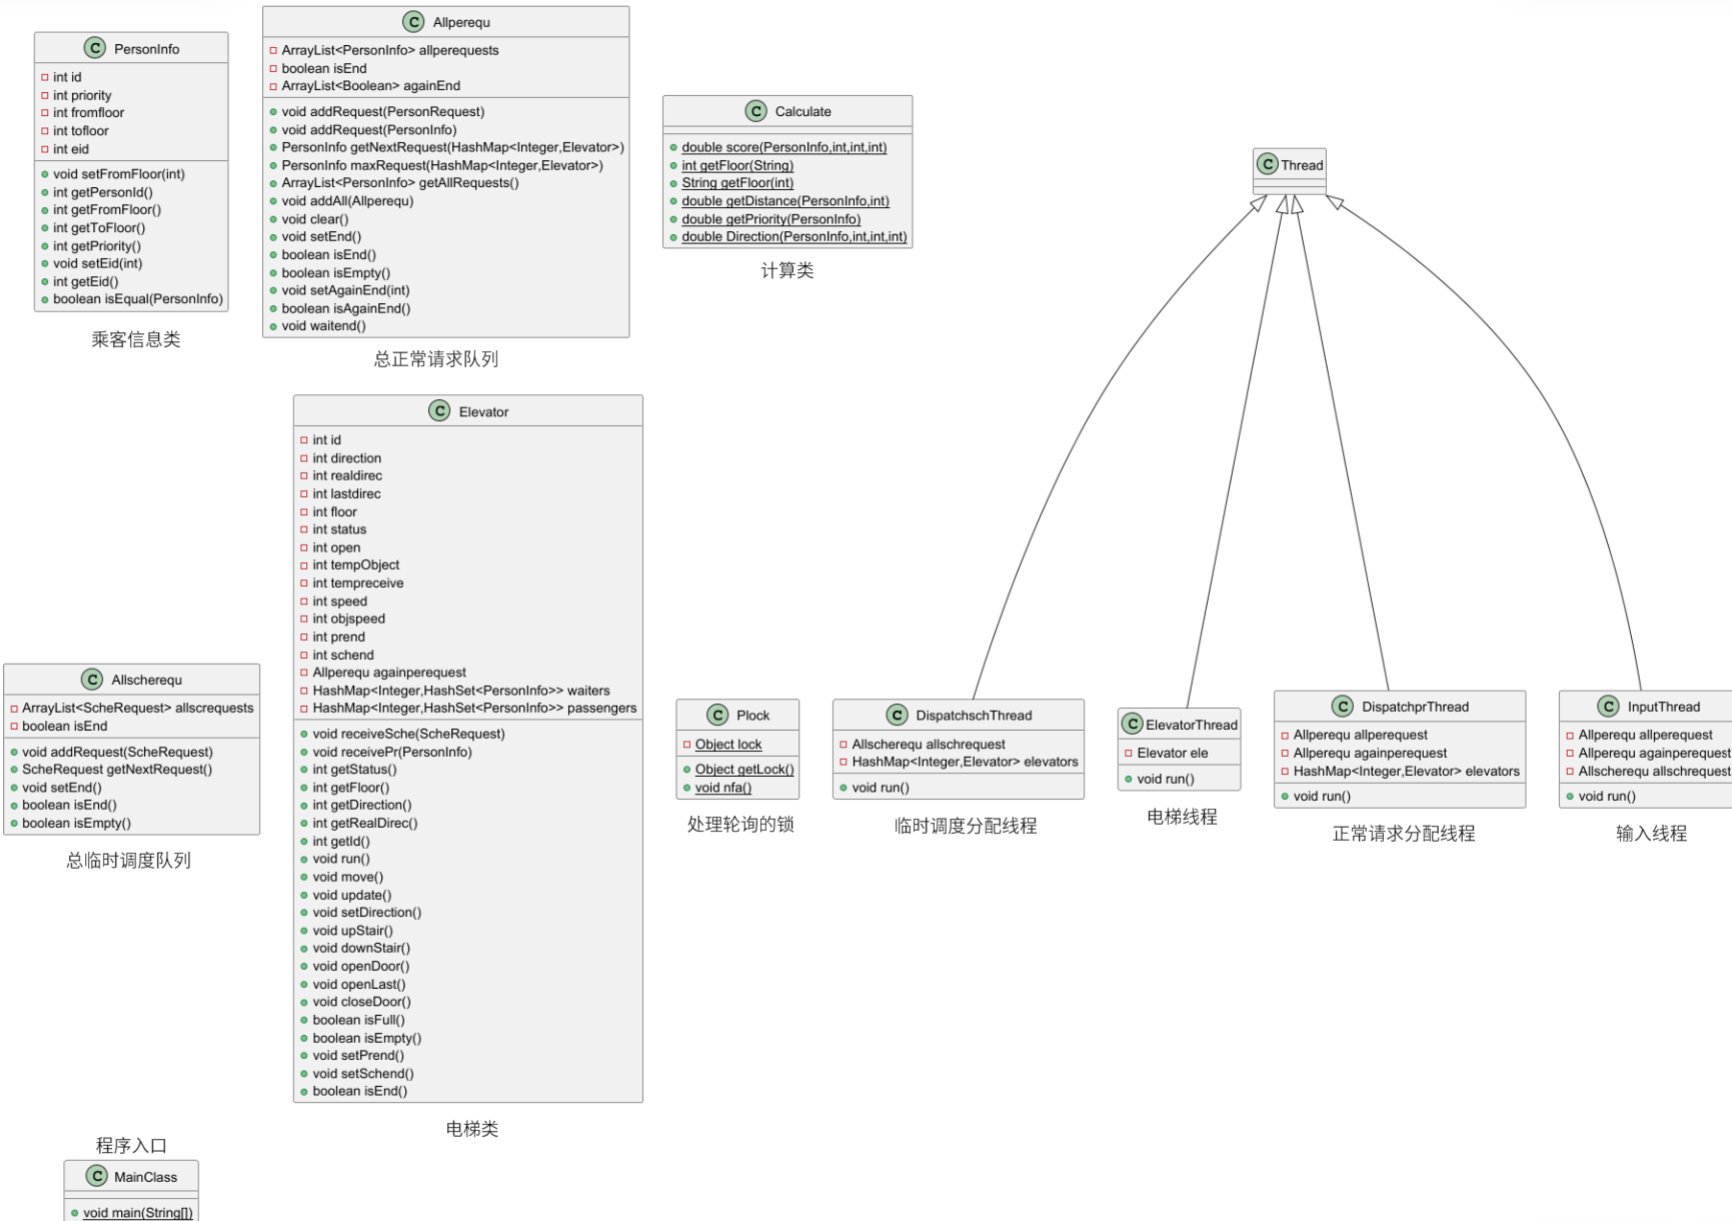 C PersonInfo
int id
int priority
int fromfloor
int tofloor
int eid
void setFromFloor(int)
int getPersonId()
int getFromFloor()
int getToFloor()
int getPriority()
void setEid(int)
int getEid()
boolean isEqual(PersonInfo)
乘客信息类
C Allperequ
ArrayList<PersonInfo> allperequests
boolean isEnd
ArrayList<Boolean> againEnd
void addRequest(PersonRequest)
void addRequest(PersonInfo)
PersonInfo getNextRequest(HashMap<Integer,Elevator>)
PersonInfo maxRequest(HashMap<Integer,Elevator>)
ArrayList<PersonInfo> getAllRequests()
void addAll(Allperequ)
void clear()
void setEnd()
boolean isEnd()
boolean isEmpty()
void setAgainEnd(int)
boolean isAgainEnd()
void waitend()
总正常请求队列
C Calculate
double score(PersonInfo,int,int,int)
int getFloor(String)
String getFloor(int)
double getDistance(PersonInfo,int)
double getPriority(PersonInfo)
double Direction(PersonInfo,int,int,int)
计算类
C Thread
C Allscherequ
ArrayList<ScheRequest> allscrequests
boolean isEnd
void addRequest(ScheRequest)
ScheRequest getNextRequest()
void setEnd()
boolean isEnd()
boolean isEmpty()
总临时调度队列
C Elevator
int id
int direction
int realdirec
int lastdirec
int floor
int status
int open
int tempObject
int tempreceive
int speed
int objspeed
int prend
int schend
Allperequ againperequest
HashMap<Integer,HashSet<PersonInfo>> waiters
HashMap<Integer,HashSet<PersonInfo>> passengers
void receiveSche(ScheRequest)
void receivePr(PersonInfo)
int getStatus()
int getFloor()
int getDirection()
int getRealDirec()
int getId()
void run()
void move()
void update()
void setDirection()
void upStair()
void downStair()
void openDoor()
void openLast()
void closeDoor()
boolean isFull()
boolean isEmpty()
void setPrend()
void setSchend()
boolean isEnd()
电梯类
C Plock
Object lock
Object getLock()
void nfa()
处理轮询的锁
C DispatchschThread
Allscherequ allschrequest
HashMap<Integer,Elevator> elevators
void run()
临时调度分配线程
C ElevatorThread
Elevator ele
void run()
电梯线程
C DispatchprThread
Allperequ allperequest
Allperequ againperequest
HashMap<Integer,Elevator> elevators
void run()
正常请求分配线程
C InputThread
Allperequ allperequest
Allperequ againperequest
Allscherequ allschrequest
void run()
输入线程
程序入口
C MainClass
void main(String[])